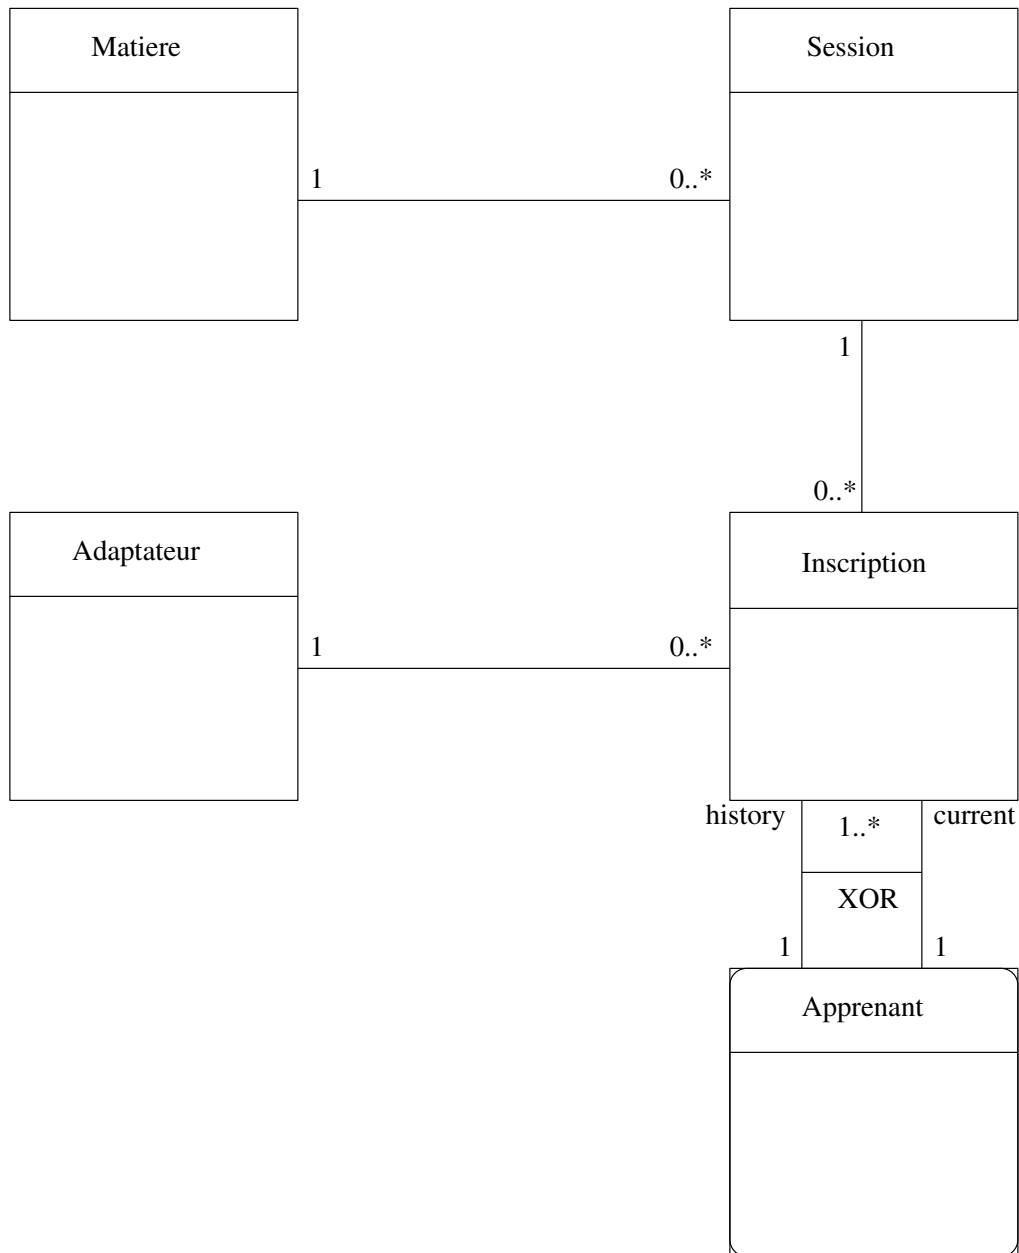 Matiere
Session
1
0..*
1
0..*
Adaptateur
Inscription
1
0..*
history
1..*
current
XOR
1
1
Apprenant